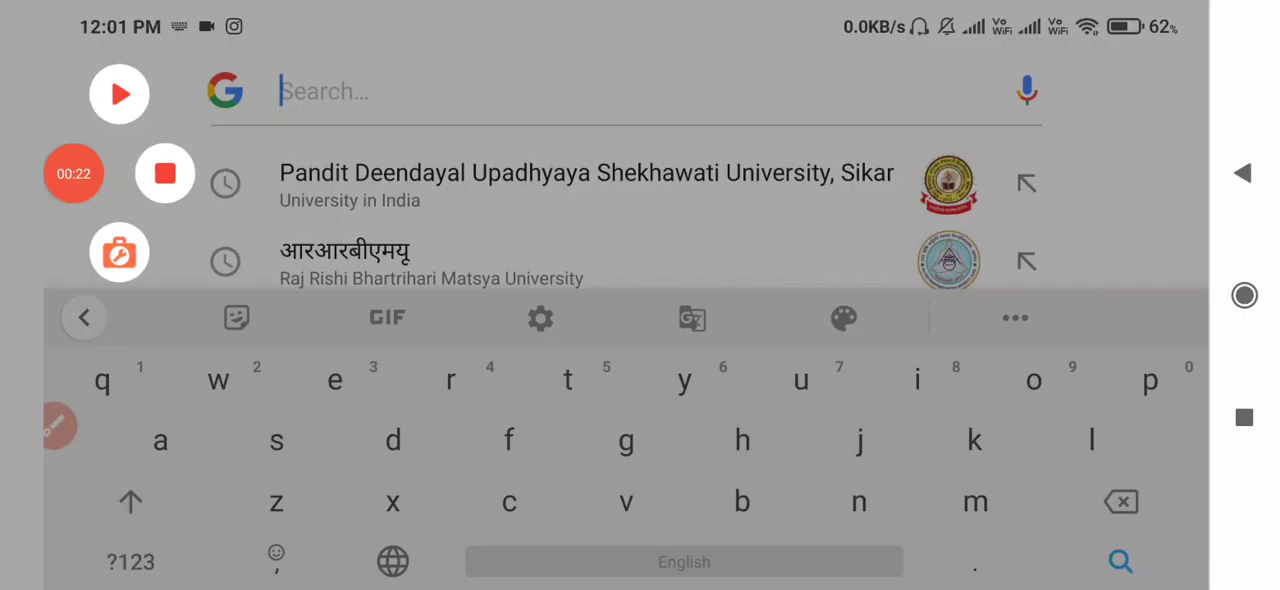 12:01 PM 0.0KB/s Vo WiFi Vo WiFi 62%
Search...
00:22
Pandit Deendayal Upadhyaya Shekhawati University, Sikar
University in India
आरआरबीएमयू
Raj Rishi Bhartrihari Matsya University
GIF
q 1 w 2 e 3 r 4 t 5 y 6 u 7 i 8 o 9 p 0
a s d f g h j k l
z x c v b n m
?123 , English .